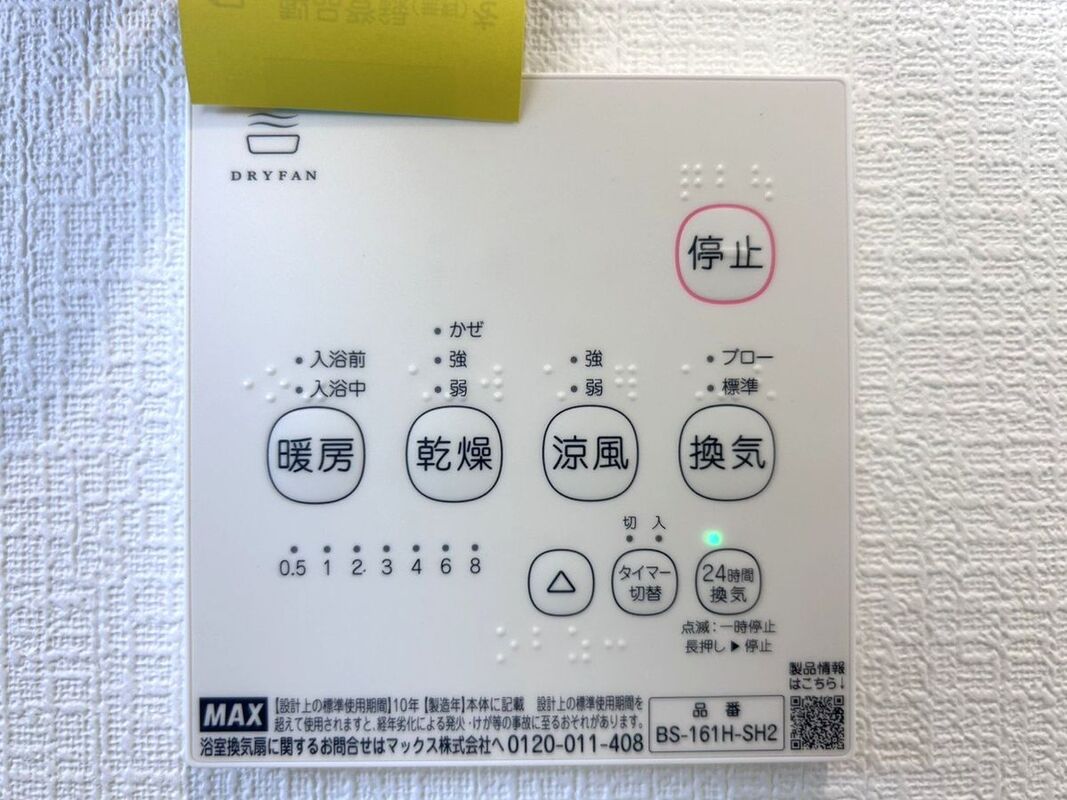 DRYFAN
停止
かぜ
入浴前 強 強 ブロー
入浴中 弱 弱 標準
暖房 乾燥 涼風 換気
切 入
0.5 1 2 3 4 6 8
タイマー
切替
24時間
換気
点滅:一時停止
長押し▶停止
製品情報
はこちら↓
MAX
【設計上の標準使用期間】10年【製造年】本体に記載 設計上の標準使用期間を
超えて使用されますと、経年劣化による発火・けが等の事故に至るおそれがあります。
浴室換気扇に関するお問合せはマックス株式会社へ0120-011-408
品番
BS-161H-SH2